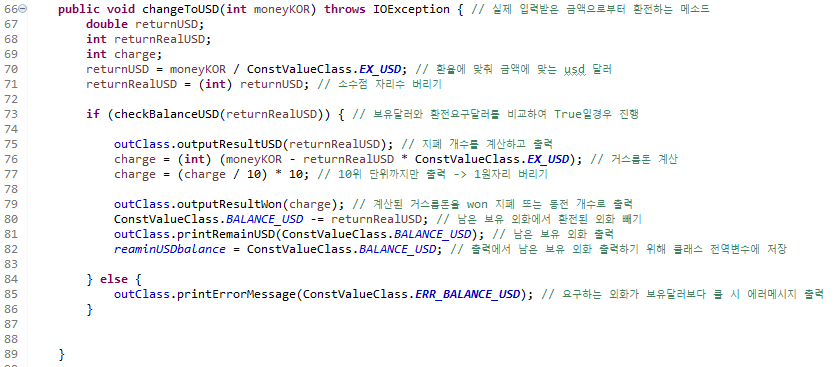 66 public void changeToUSD(int moneyKOR) throws IOException { // 실제 입력받은 금액으로부터 환전하는 메소드
67 double returnUSD;
68 int returnRealUSD;
69 int charge;
70 returnUSD = moneyKOR / ConstValueClass.EX_USD; // 환율에 맞춰 금액에 맞는 usd 달러
71 returnRealUSD = (int) returnUSD; // 소수점 자리수 버리기
72
73 if (checkBalanceUSD(returnRealUSD)) { // 보유달러와 환전요구달러를 비교하여 True일경우 진행
74
75 outClass.outputResultUSD(returnRealUSD); // 지폐 개수를 계산하고 출력
76 charge = (int) (moneyKOR - returnRealUSD * ConstValueClass.EX_USD); // 거스름돈 계산
77 charge = (charge / 10) * 10; // 10위 단위까지만 출력 -> 1원자리 버리기
78
79 outClass.outputResultWon(charge); // 계산된 거스름돈을 won 지폐 또는 동전 개수로 출력
80 ConstValueClass.BALANCE_USD -= returnRealUSD; // 남은 보유 외화에서 환전된 외화 빼기
81 outClass.printRemainUSD(ConstValueClass.BALANCE_USD); // 남은 보유 외화 출력
82 reaminUSDbalance = ConstValueClass.BALANCE_USD; // 출력에서 남은 보유 외화 출력하기 위해 클래스 전역변수에 저장
83
84 } else {
85 outClass.printErrorMessage(ConstValueClass.ERR_BALANCE_USD); // 요구하는 외화가 보유달러보다 클 시 에러메시지 출력
86 }
87
88
89 }